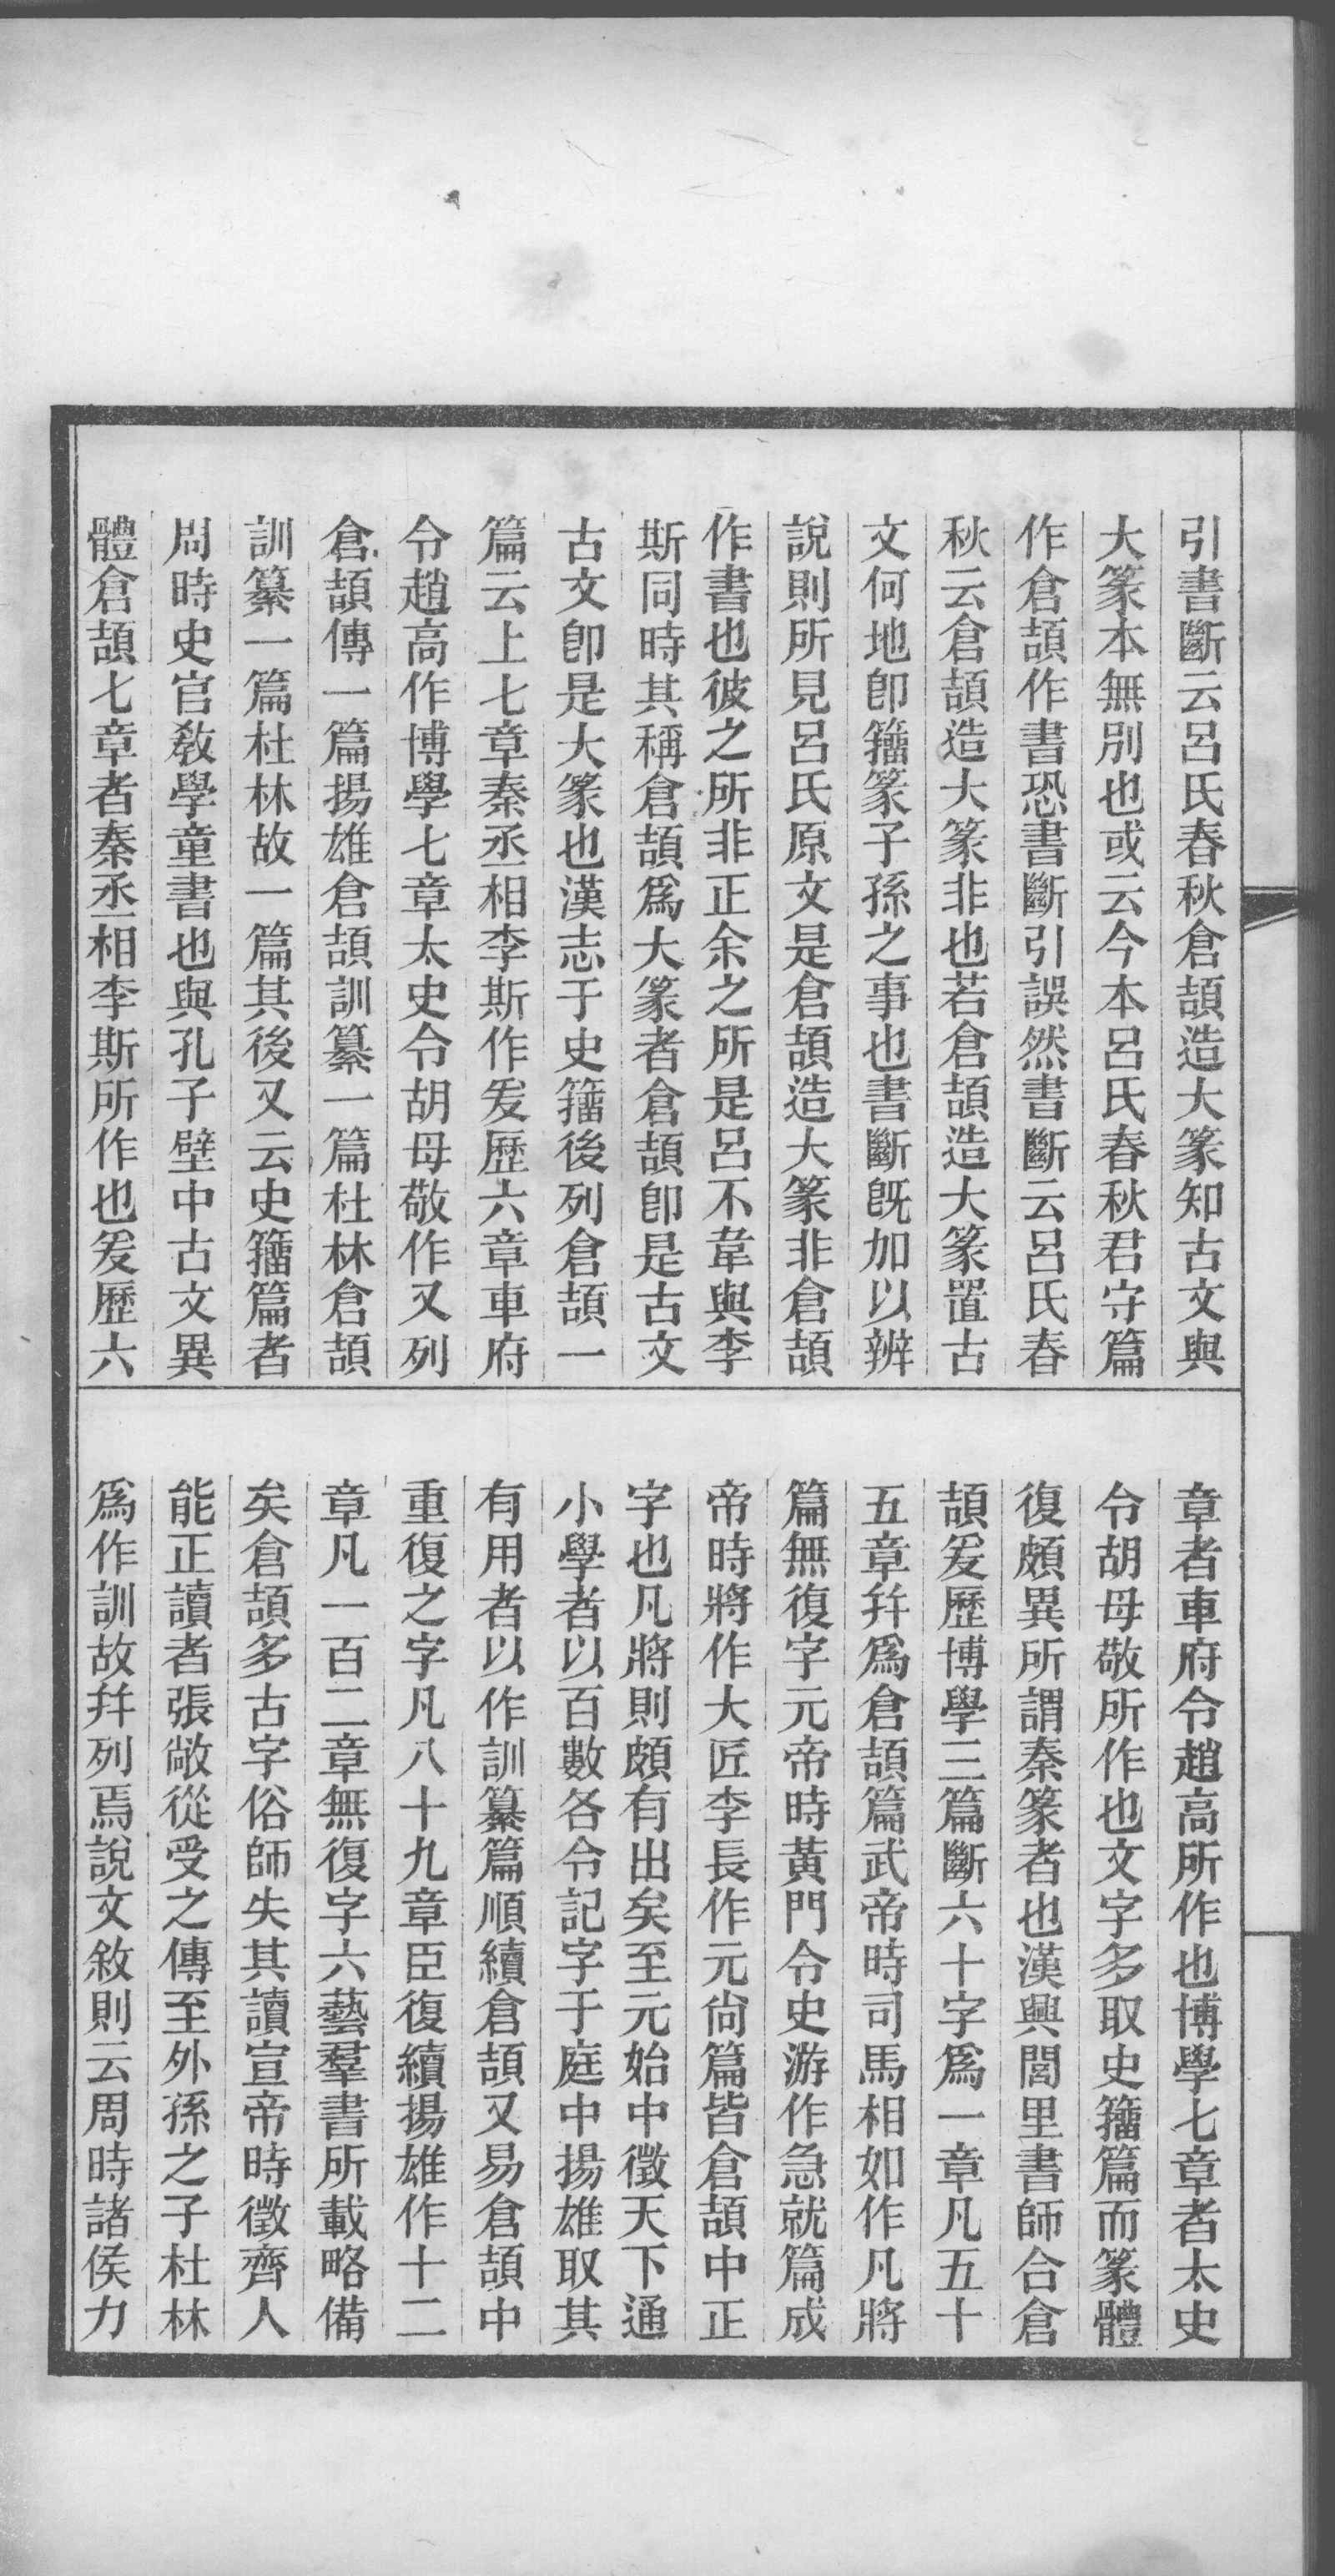 引書斷云呂氏春秋倉頡造大篆知古文與
大篆本無別也或云今本呂氏春秋君守篇
作倉頡作書恐書斷引誤然書斷云呂氏春
秋云倉頡造大篆非也若倉頡造大篆置古
文何地卽籒篆子孫之事也書斷旣加以辨
說則所見呂氏原文是倉頡造大篆非倉頡
作書也彼之所非正余之所是呂不韋與李
斯同時其稱倉頡爲大篆者倉頡卽是古文
古文卽是大篆也漢志于史籒後列倉頡一
篇云上七章秦丞相李斯作爰歷六章車府
令趙高作博學七章太史令胡母敬作又列
倉頡傳一篇揚雄倉頡訓纂一篇杜林倉頡
訓纂一篇杜林故一篇其後又云史籒篇者
周時史官敎學童書也與孔子壁中古文異
體倉頡七章者秦丞相李斯所作也爰歷六
章者車府令趙高所作也博學七章者太史
令胡母敬所作也文字多取史籒篇而篆體
復頗異所謂秦篆者也漢興閭里書師合倉
頡爰歷博學三篇斷六十字爲一章凡五十
五章幷爲倉頡篇武帝時司馬相如作凡將
篇無復字元帝時黃門令史游作急就篇成
帝時將作大匠李長作元尙篇皆倉頡中正
字也凡將則頗有出矣至元始中徵天下通
小學者以百數各令記字于庭中揚雄取其
有用者以作訓纂篇順續倉頡又易倉頡中
重復之字凡八十九章臣復續揚雄作十二
章凡一百二章無復字六藝羣書所載略備
矣倉頡多古字俗師失其讀宣帝時徵齊人
能正讀者張敞從受之傳至外孫之子杜林
爲作訓故幷列焉說文敘則云周時諸侯力